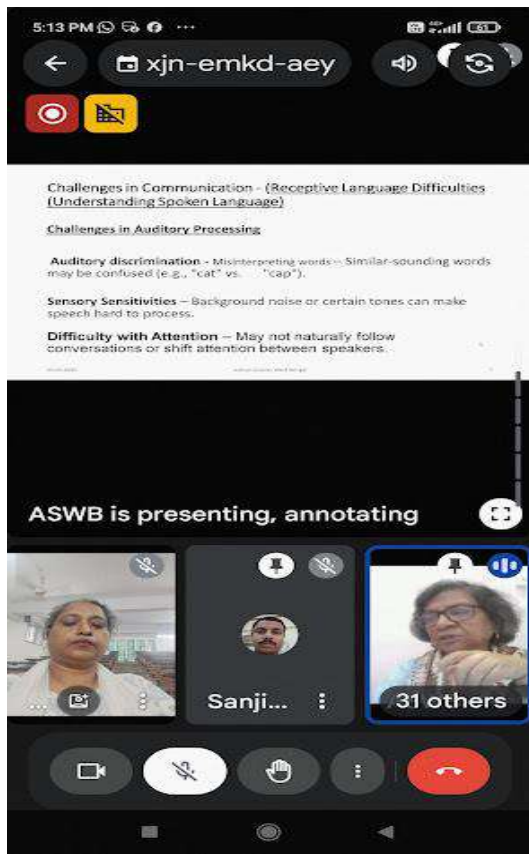 5:13 PM
61
xjn-emkd-aey
Challenges in Communication - (Receptive Language Difficulties
(Understanding Spoken Language)
Challenges in Auditory Processing
Auditory discrimination - Misinterpreting words – Similar-sounding words
may be confused (e.g., "cat" vs. "cap").
Sensory Sensitivities – Background noise or certain tones can make
speech hard to process.
Difficulty with Attention – May not naturally follow
conversations or shift attention between speakers.
ASWB is presenting, annotating
... Sanji... 31 others